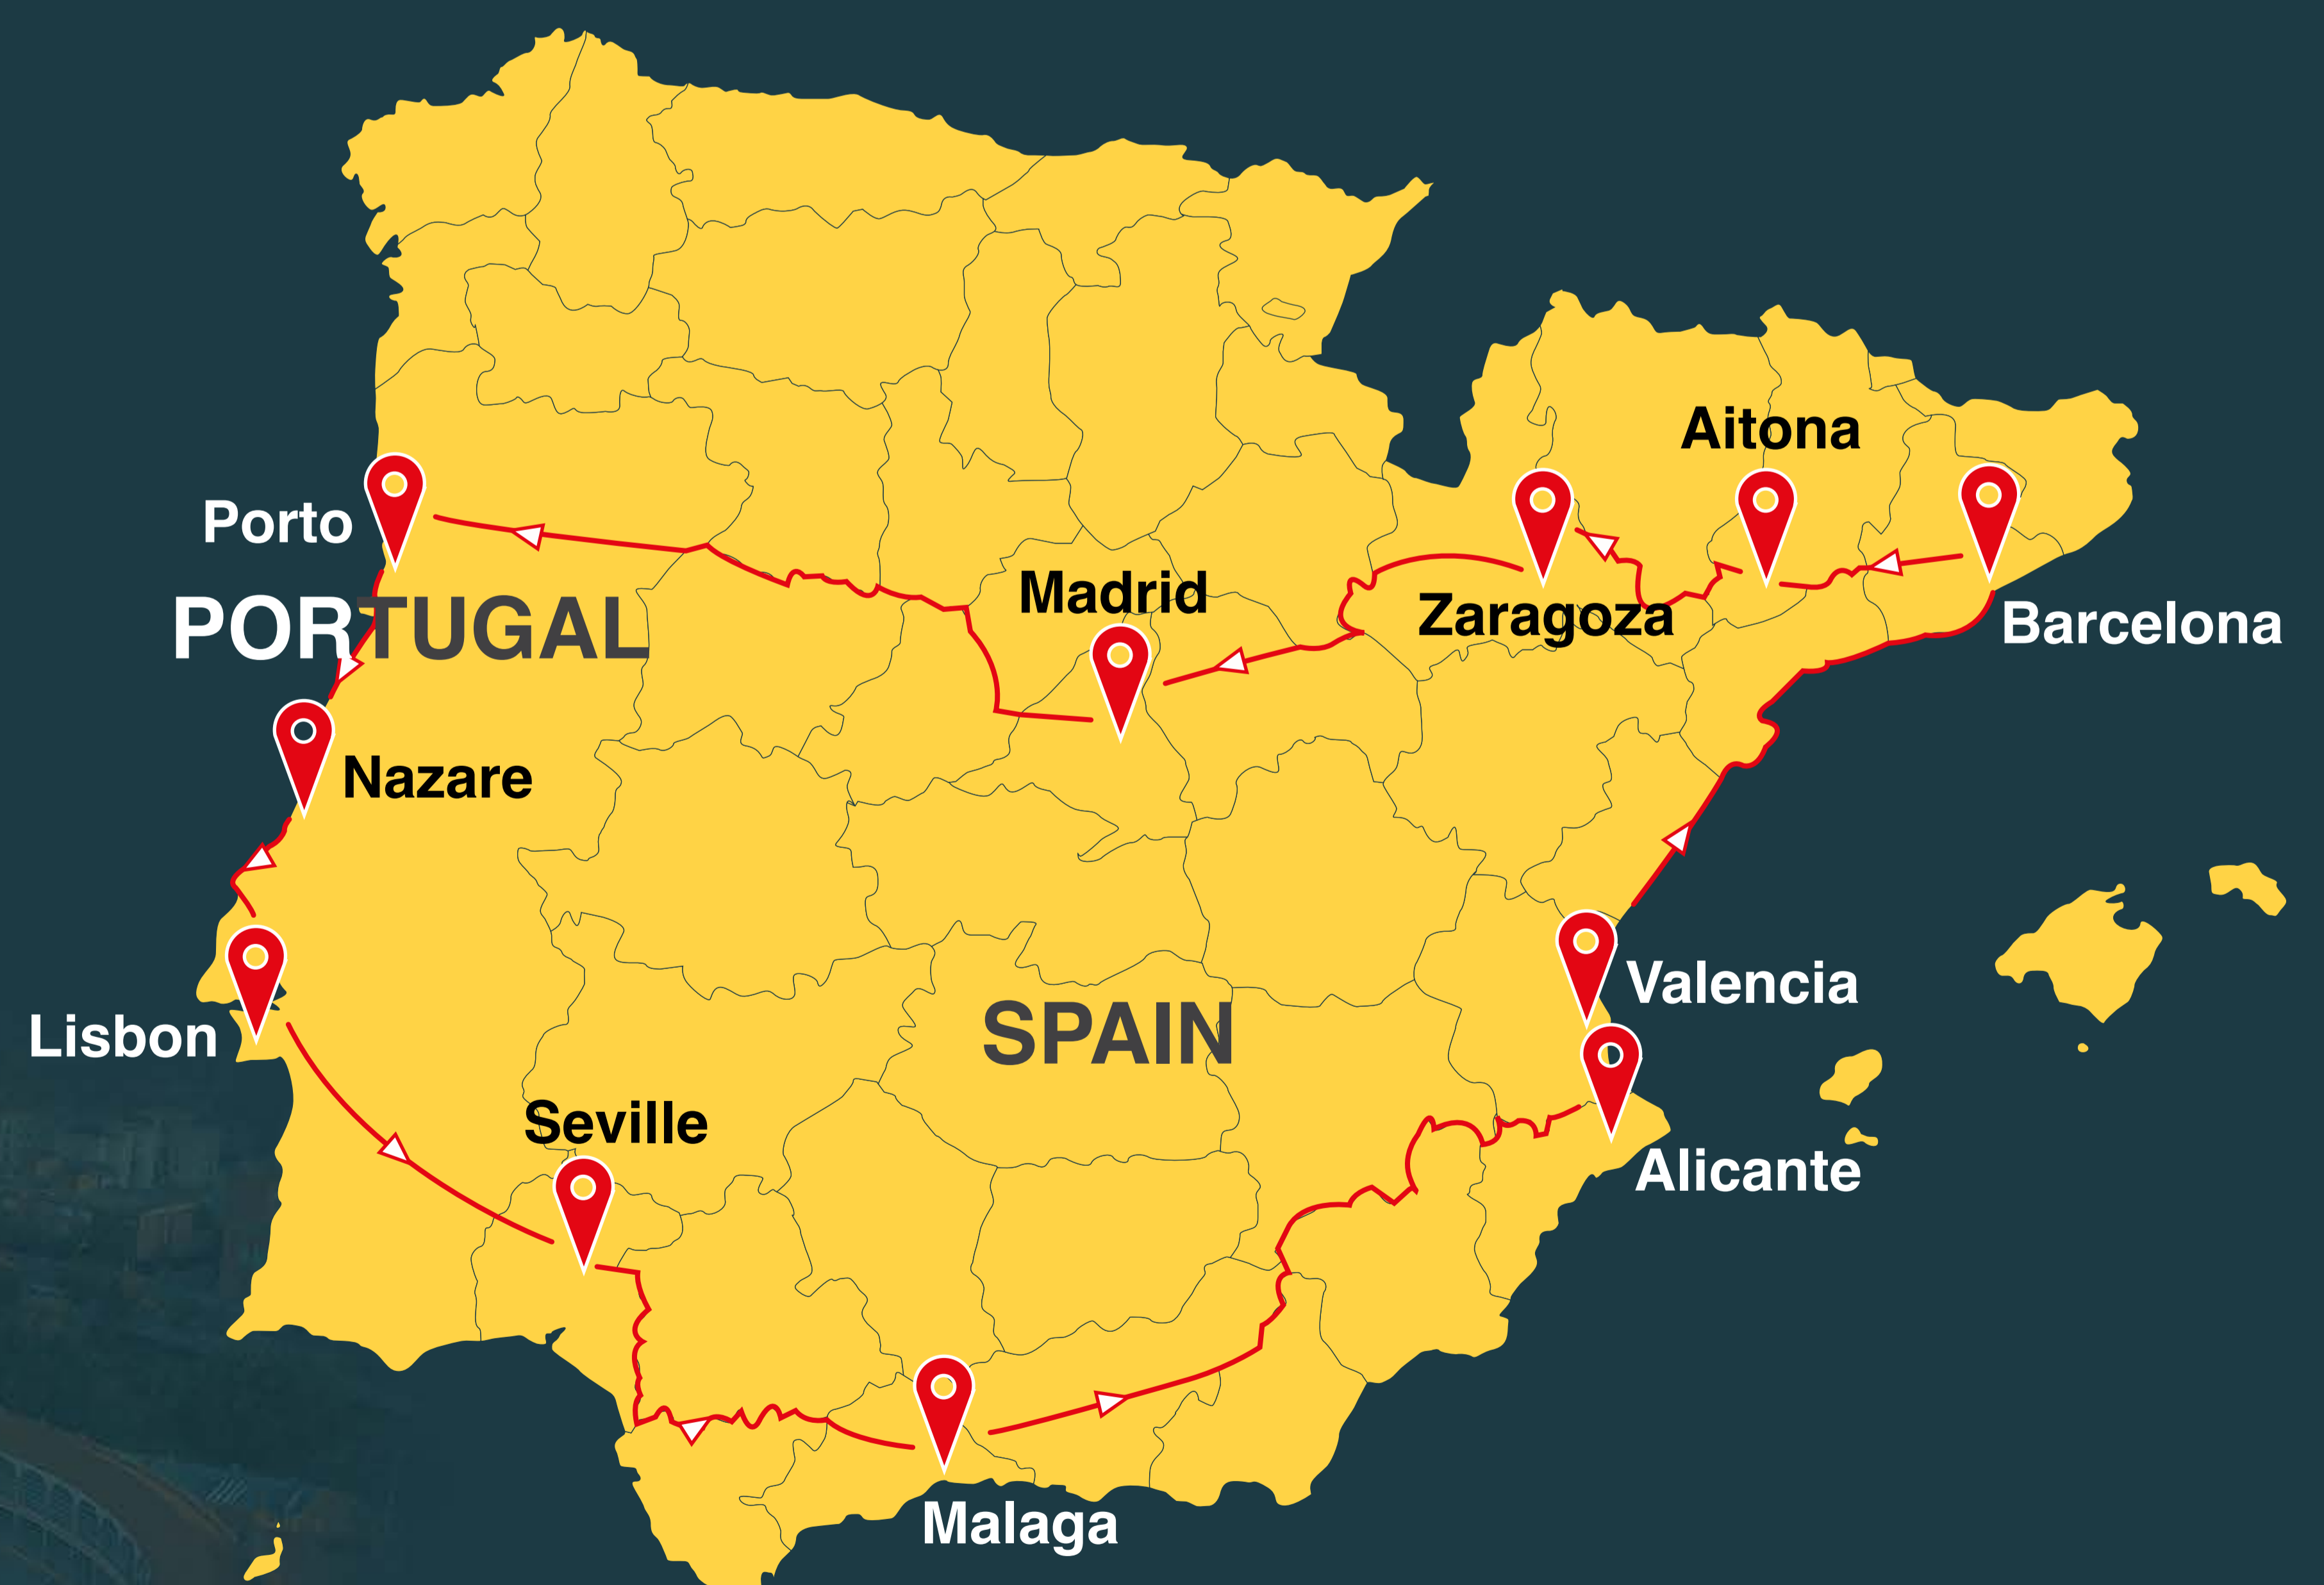 Aitona
Porto
Madrid
Zaragoza
PORTUGAL
Barcelona
Nazare
Valencia
Lisbon
SPAIN
Seville
Alicante
Malaga